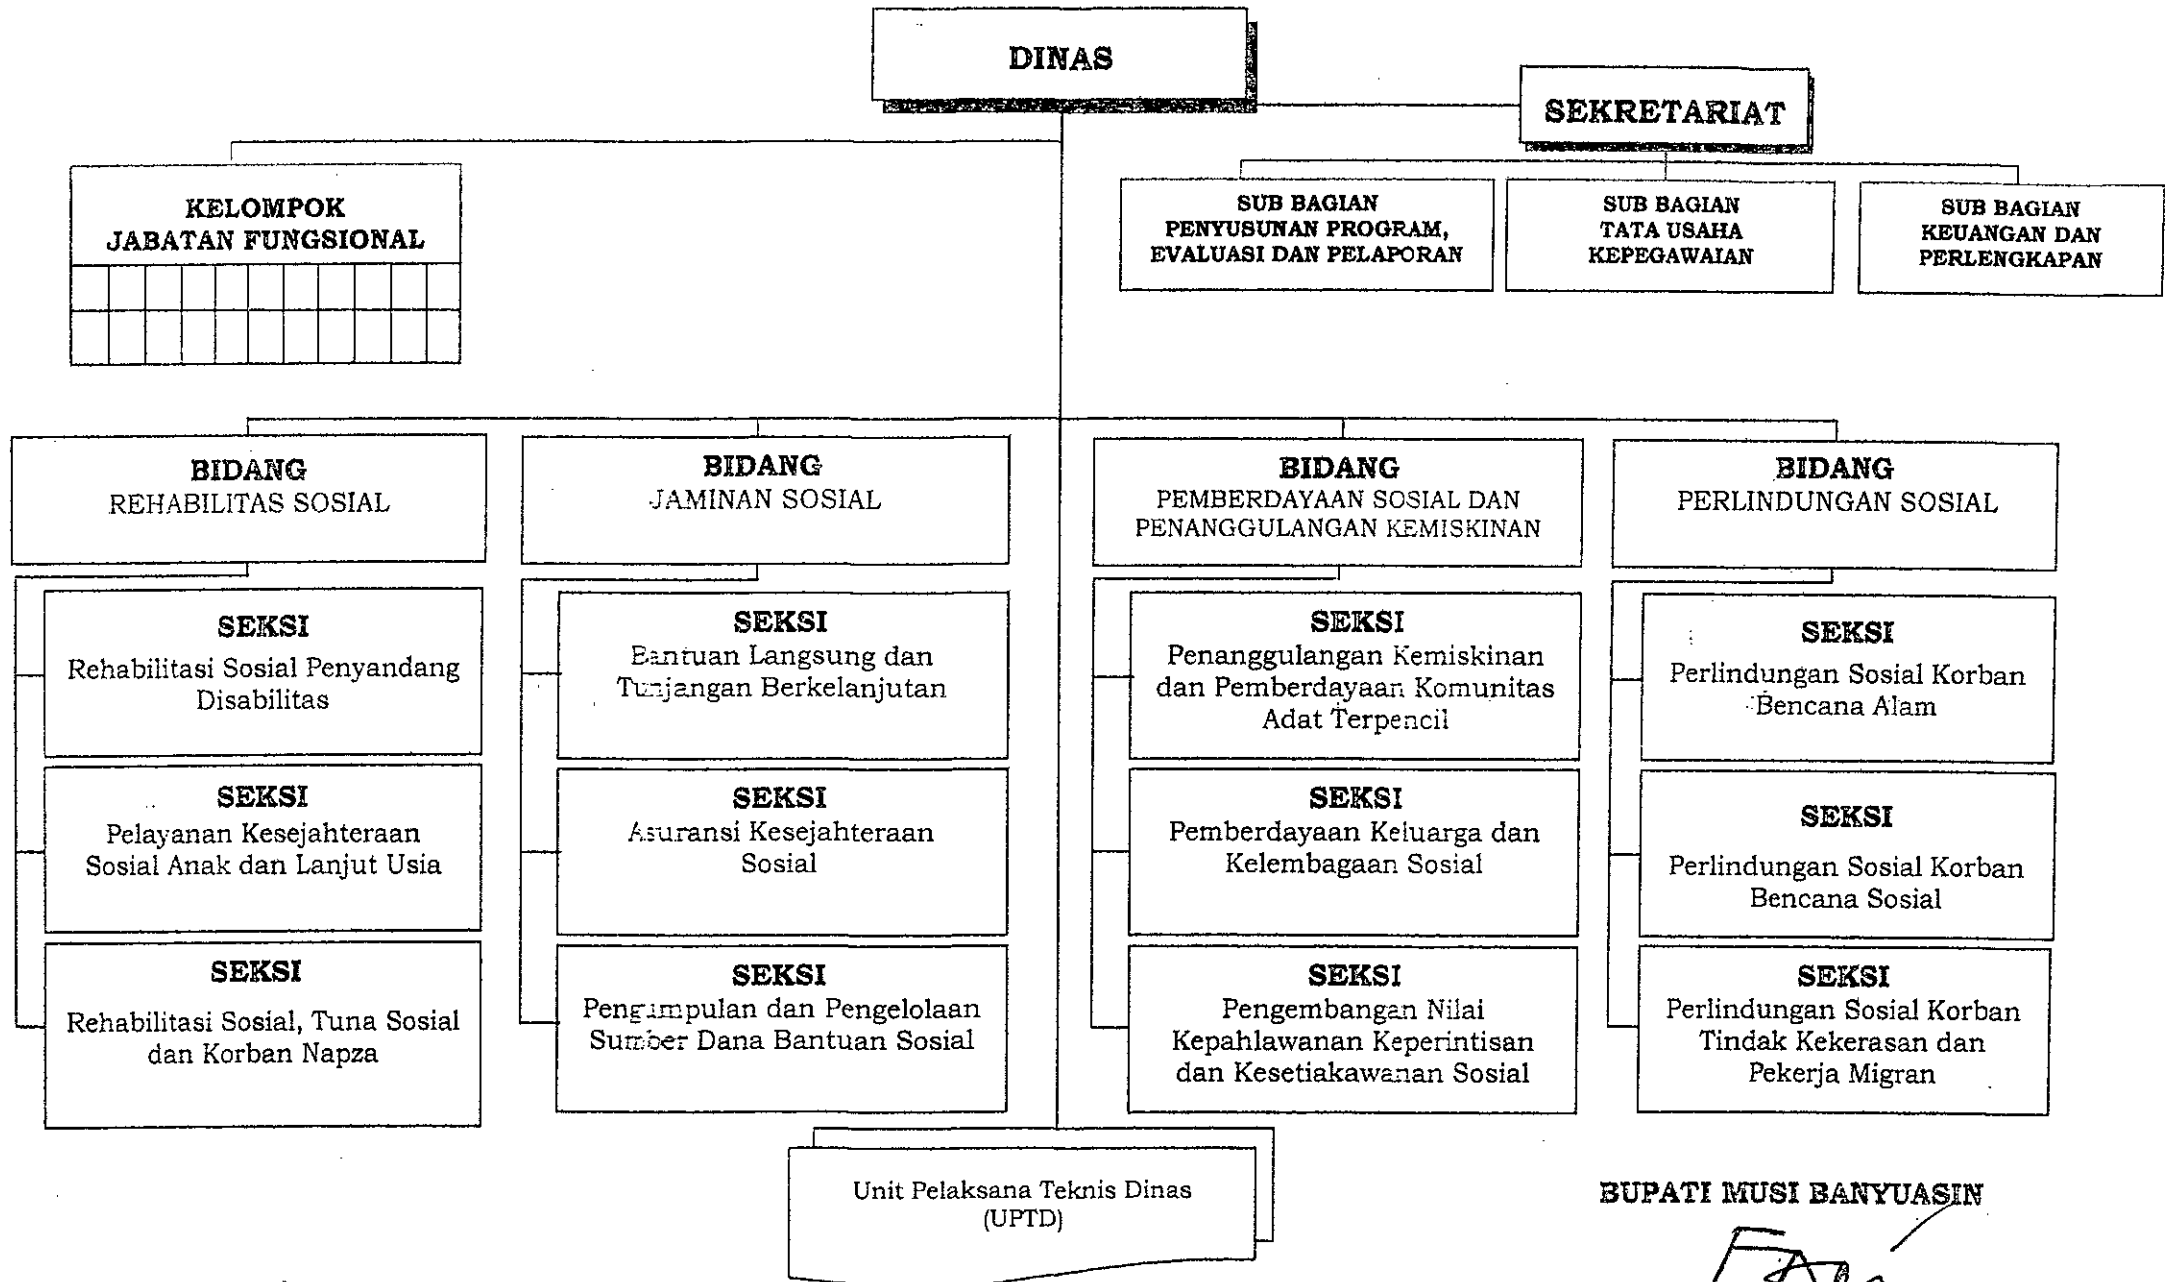 DINAS
SEKRETARIAT
KELOMPOK
JABATAN FUNGSIONAL
SUB BAGIAN
PENYUSUNAN PROGRAM,
EVALUASI DAN PELAPORAN
SUB BAGIAN
TATA USAHA
KEPEGAWAIAN
SUB BAGIAN
KEUANGAN DAN
PERLENGKAPAN
BIDANG
REHABILITAS SOSIAL
SEKSI
Rehabilitasi Sosial Penyandang
Disabilitas
SEKSI
Pelayanan Kesejahteraan
Sosial Anak dan Lanjut Usia
SEKSI
Rehabilitasi Sosial, Tuna Sosial
dan Korban Napza
BIDANG
JAMINAN SOSIAL
SEKSI
Bantuan Langsung dan
Tunjangan Berkelanjutan
SEKSI
Asuransi Kesejahteraan
Sosial
SEKSI
Pengumpulan dan Pengelolaan
Sumber Dana Bantuan Sosial
BIDANG
PEMBERDAYAAN SOSIAL DAN
PENANGGULANGAN KEMISKINAN
SEKSI
Penanggulangan Kemiskinan
dan Pemberdayaan Komunitas
Adat Terpencil
SEKSI
Pemberdayaan Keluarga dan
Kelembagaan Sosial
SEKSI
Pengembangan Nilai
Kepahlawanan Keperintisan
dan Kesetiakawanan Sosial
BIDANG
PERLINDUNGAN SOSIAL
SEKSI
Perlindungan Sosial Korban
Bencana Alam
SEKSI
Perlindungan Sosial Korban
Bencana Sosial
SEKSI
Perlindungan Sosial Korban
Tindak Kekerasan dan
Pekerja Migran
Unit Pelaksana Teknis Dinas
(UPTD)
BUPATI MUSI BANYUASIN